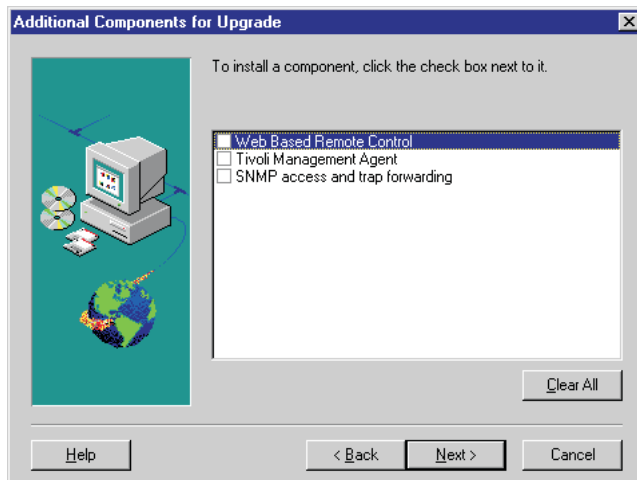 Additional Components for Upgrade
To install a component, click the check box next to it.
Web Based Remote Control
Tivoli Management Agent
SNMP access and trap forwarding
Clear All
Help
< Back
Next >
Cancel